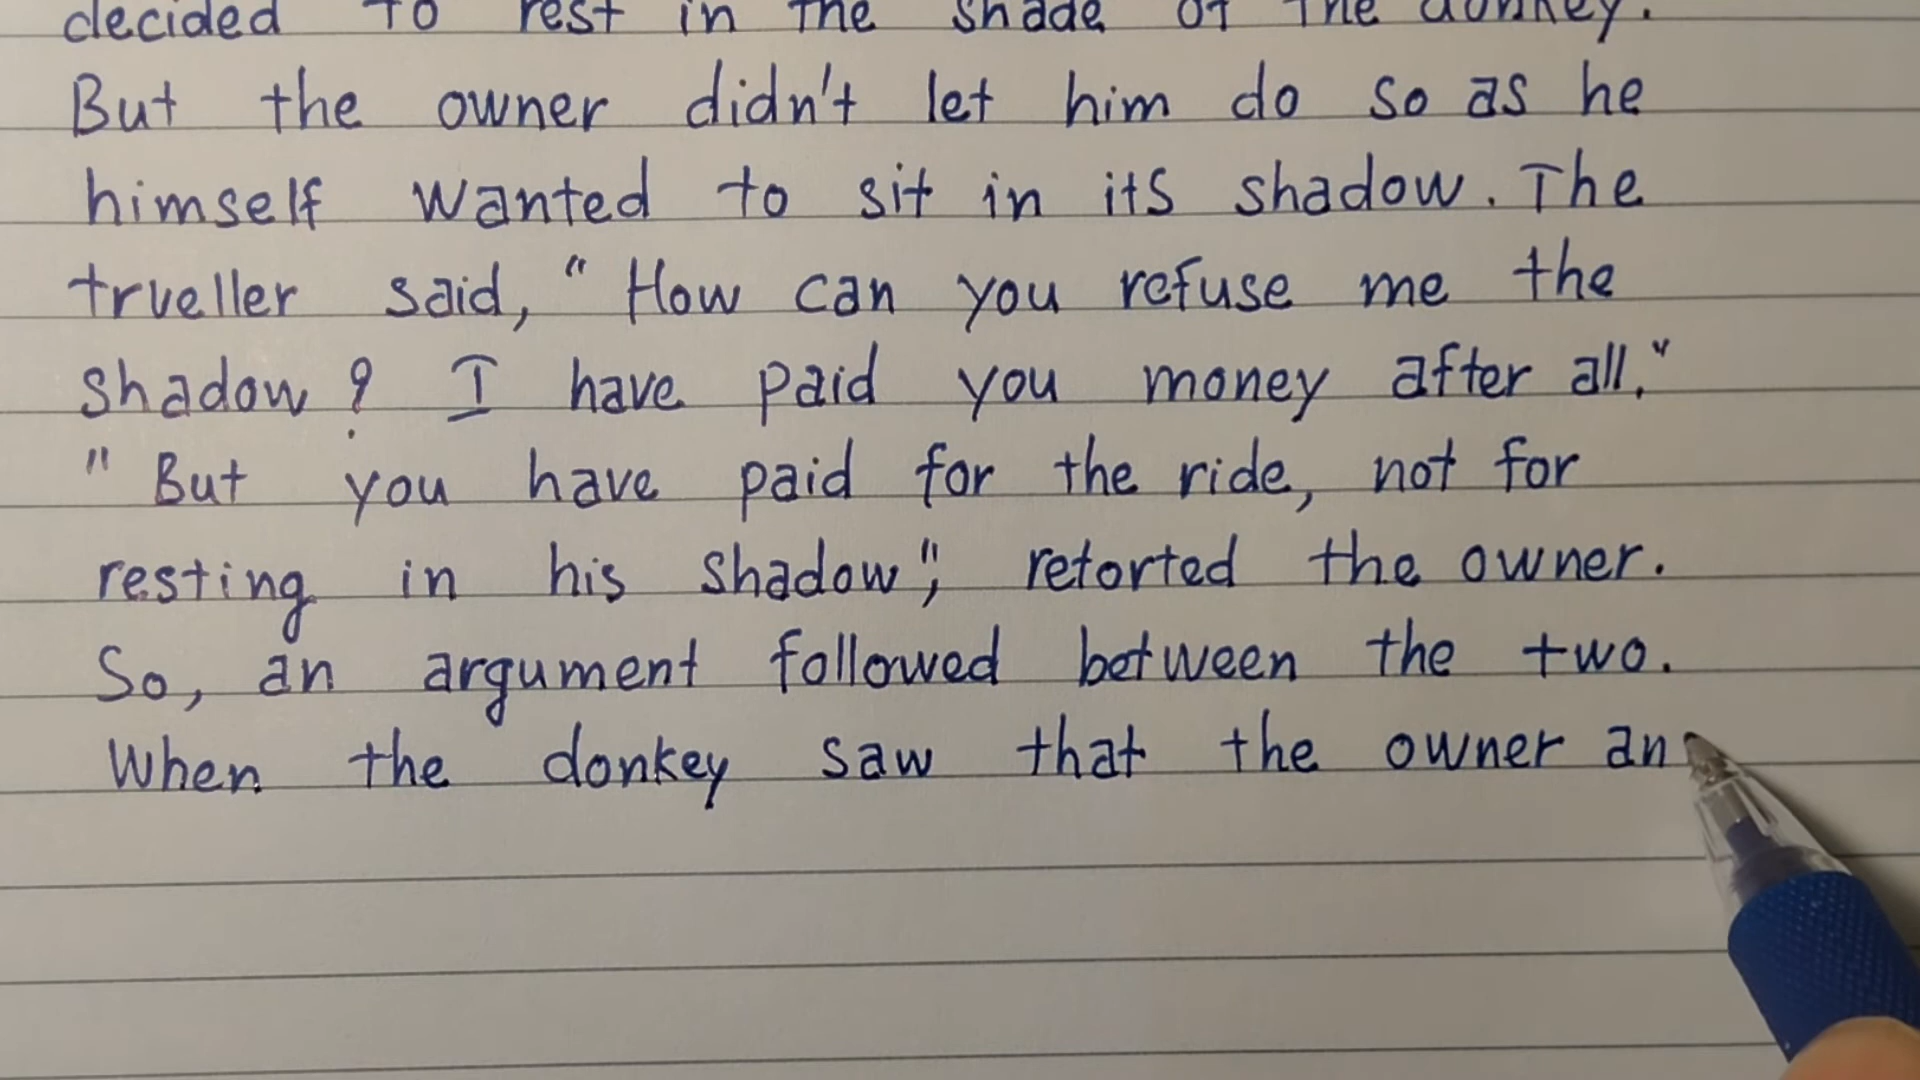 decided to rest in the shade of the donkey.
But the owner didn't let him do so as he
himself wanted to sit in its shadow. The
trveller said, "How can you refuse me the
shadow? I have paid you money after all."
"But you have paid for the ride, not for
resting in his shadow", retorted the owner.
So, an argument followed between the two.
When the donkey saw that the owner an